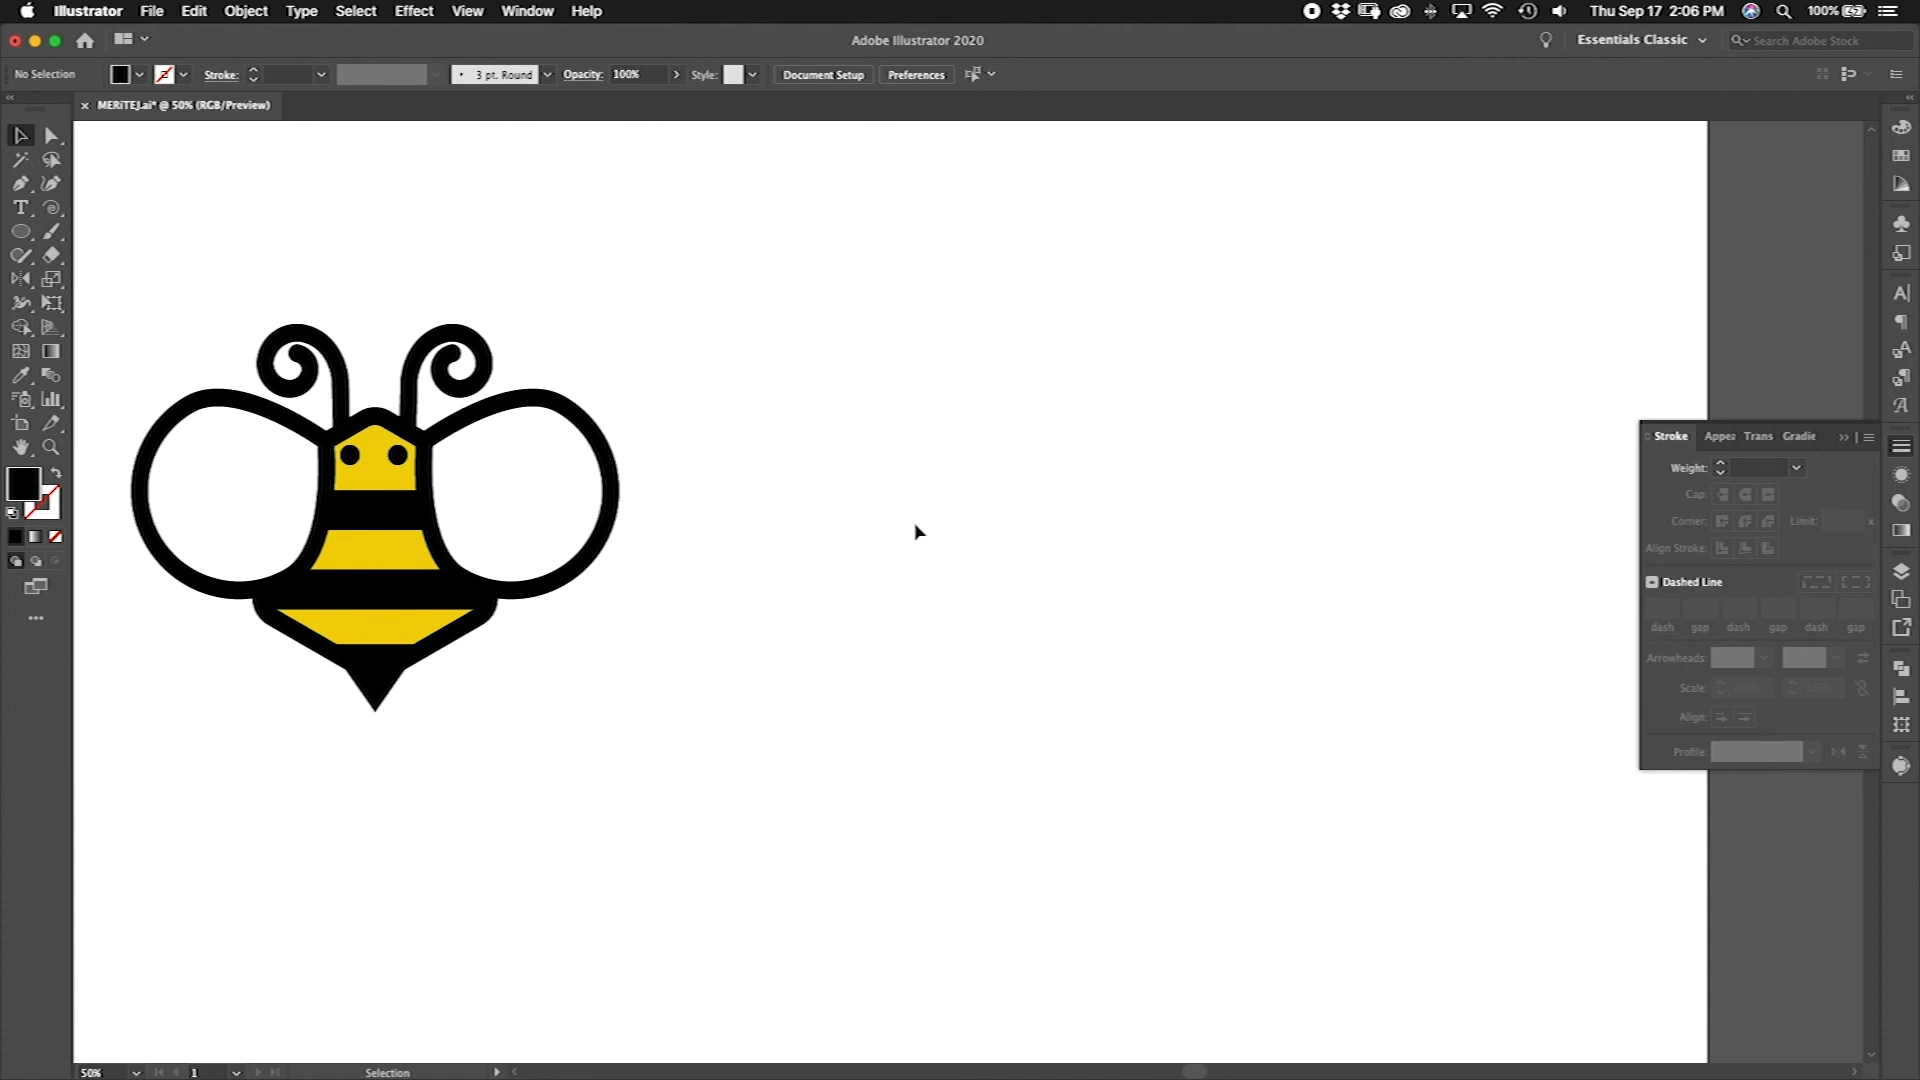 Illustrator File Edit Object Type Select Effect View Window Help
Thu Sep 17 2:06 PM
100%
Adobe Illustrator 2020
Essentials Classic
Search Adobe Stock
No Selection
Stroke:
3 pt. Round
Opacity: 100%
Style:
Document Setup
Preferences
MERiTEJ.ai* @ 50% (RGB/Preview)
Stroke Appea Trans Gradie
Weight:
Cap:
Corner: Limit: x
Align Stroke:
Dashed Line
dash gap dash gap dash gap
Arrowheads:
Scale: 100% 100%
Align:
Profile:
50% 1 Selection